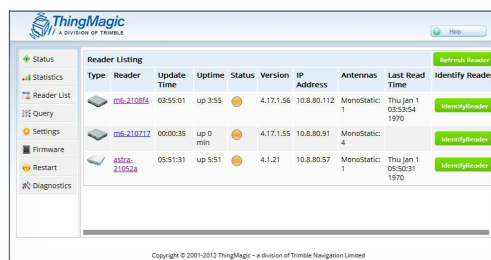 ThingMagic
A DIVISION OF TRIMBLE
Help
Status
Statistics
Reader List
Query
Settings
Firmware
Restart
Diagnostics
Reader Listing
Refresh Reader
Type Reader Update Time Uptime Status Version IP Address Antennas Last Read Time Identify Reade
m6-2108f4 03:55:01 up 3:55 4.17.1.56 10.8.80.112 MonoStatic: 1 Thu Jan 1 03:53:54 1970 IdentifyReader
m6-210717 00:00:35 up 0 min 4.17.1.55 10.8.80.91 MonoStatic: 4 IdentifyReader
astra-21052a 05:51:31 up 5:51 4.1.21 10.8.80.57 MonoStatic: 1 Thu Jan 1 05:50:31 1970 IdentifyReader
Copyright © 2001-2012 ThingMagic – a division of Trimble Navigation Limited